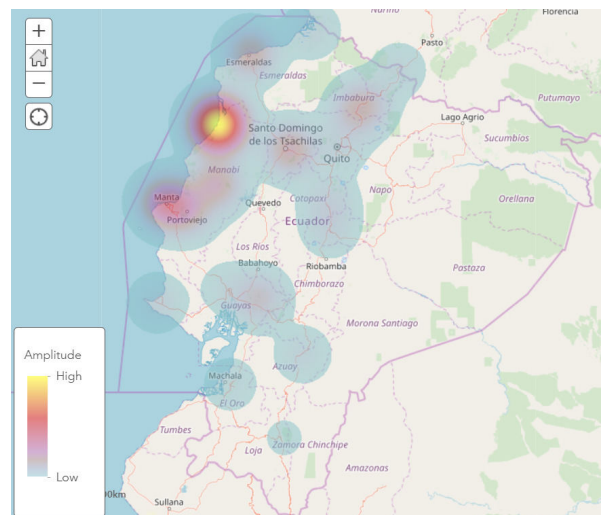 Nariño
Florencia
+
−
Pasto
Esmeraldas
Esmeraldas
Imbabura
Putumayo
Lago Agrio
Santo Domingo
de los Tsachilas
Sucumbios
Quito
Manabí
Napo
Manta
Cotopaxi
Orellana
Quevedo
Portoviejo
Ecuador
Los Ríos
Babahoyo
Riobamba
Pastaza
Chimborazo
Guayas
Morona Santiago
Amplitude
High
Azuay
Machala
El Oro
Tumbes
Loja
Zamora Chinchipe
Amazonas
Low
00km
Sullana